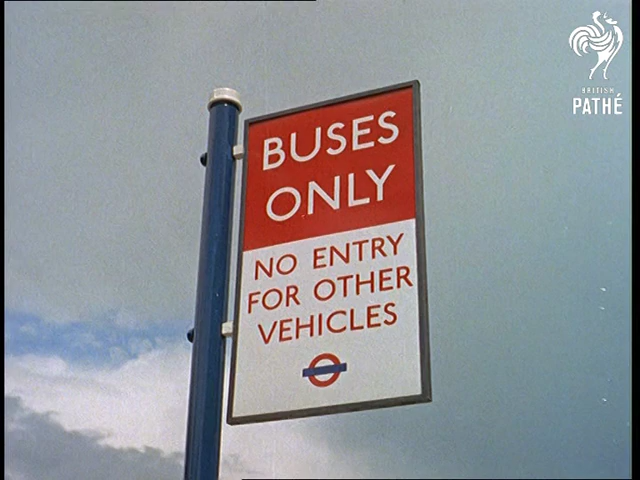 BRITISH
PATHÉ
BUSES
ONLY
NO ENTRY
FOR OTHER
VEHICLES